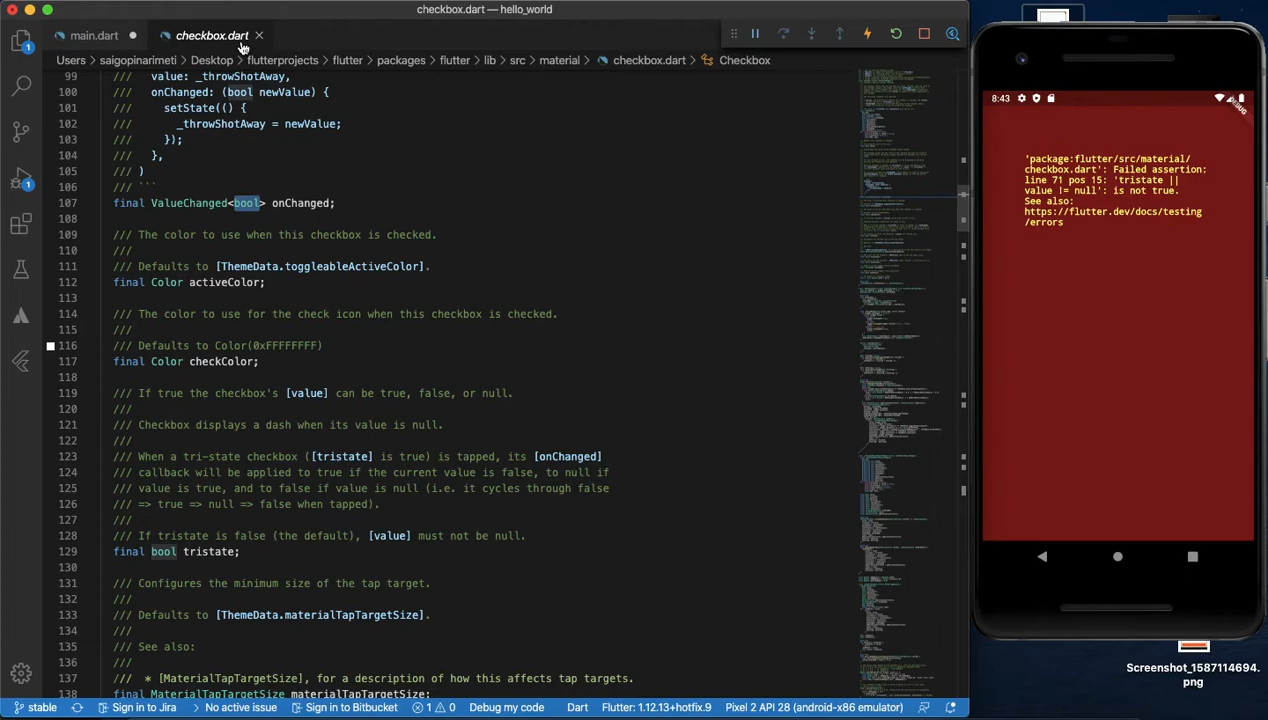 checkbox.dart — hello_world
main.dart
checkbox.dart
Users > saigopinarimeti > Desktop > flutterprojects > flutter > packages > flutter > lib > src > material > checkbox.dart > Checkbox
99 /// value: _throwShotAway,
100 /// onChanged: (bool newValue) {
101 /// setState(() {
102 /// _throwShotAway = newValue;
103 /// });
104 /// },
105 /// )
106 /// ```
107 final ValueChanged<bool> onChanged;
108
109 /// The color to use when this checkbox is checked.
110 ///
111 /// Defaults to [ThemeData.toggleableActiveColor].
112 final Color activeColor;
113
114 /// The color to use for the check icon when this checkbox is checked.
115 ///
116 /// Defaults to Color(0xFFFFFFFF)
117 final Color checkColor;
118
119 /// If true the checkbox's [value] can be true, false, or null.
120 ///
121 /// Checkbox displays a dash when its value is null.
122 ///
123 /// When a tri-state checkbox ([tristate] is true) is tapped, its [onChanged]
124 /// callback will be applied to true if the current value is false, to null if
125 /// value is true, and to false if value is null (i.e. it cycles through false
126 /// => true => null => false when tapped).
127 ///
128 /// If tristate is false (the default), [value] must not be null.
129 final bool tristate;
130
131 /// Configures the minimum size of the tap target.
132 ///
133 /// Defaults to [ThemeData.materialTapTargetSize].
134 ///
135 /// See also:
136 ///
137 /// * [MaterialTapTargetSize], for a description of how this affects tap targets.
138 final MaterialTapTargetSize materialTapTargetSize;
1
1
stable Sign in to Jira No active issue Sign in to Bitbucket 1 0 Debug my code Dart Flutter: 1.12.13+hotfix.9 Pixel 2 API 28 (android-x86 emulator)
8:43
DEBUG
'package:flutter/src/material/
checkbox.dart': Failed assertion:
line 71 pos 15: 'tristate ||
value != null': is not true.
See also:
https://flutter.dev/docs/testing
/errors
Screenshot_1587114694.
png